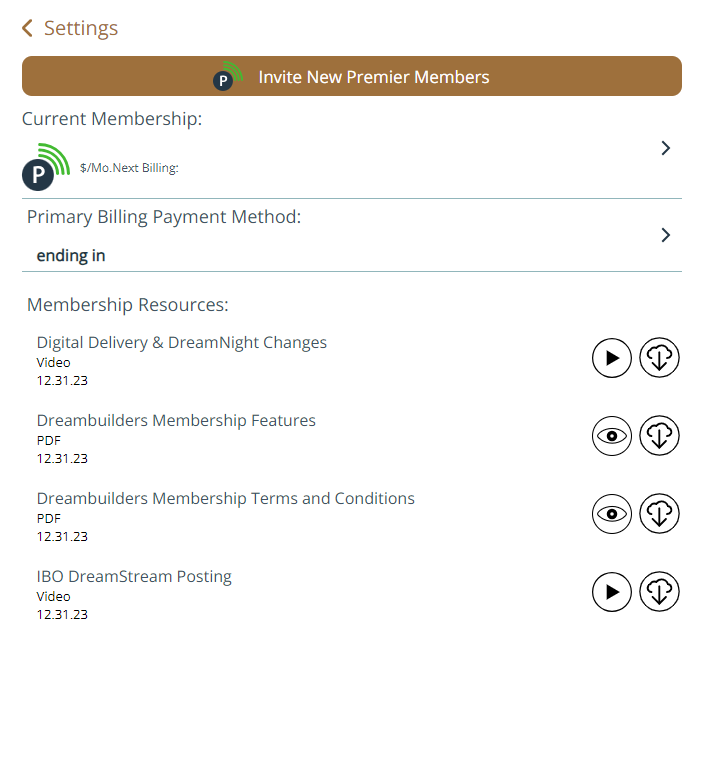 Settings
P Invite New Premier Members
Current Membership:
P $/Mo.Next Billing:
Primary Billing Payment Method:
ending in
Membership Resources:
Digital Delivery & DreamNight Changes
Video
12.31.23
Dreambuilders Membership Features
PDF
12.31.23
Dreambuilders Membership Terms and Conditions
PDF
12.31.23
IBO DreamStream Posting
Video
12.31.23